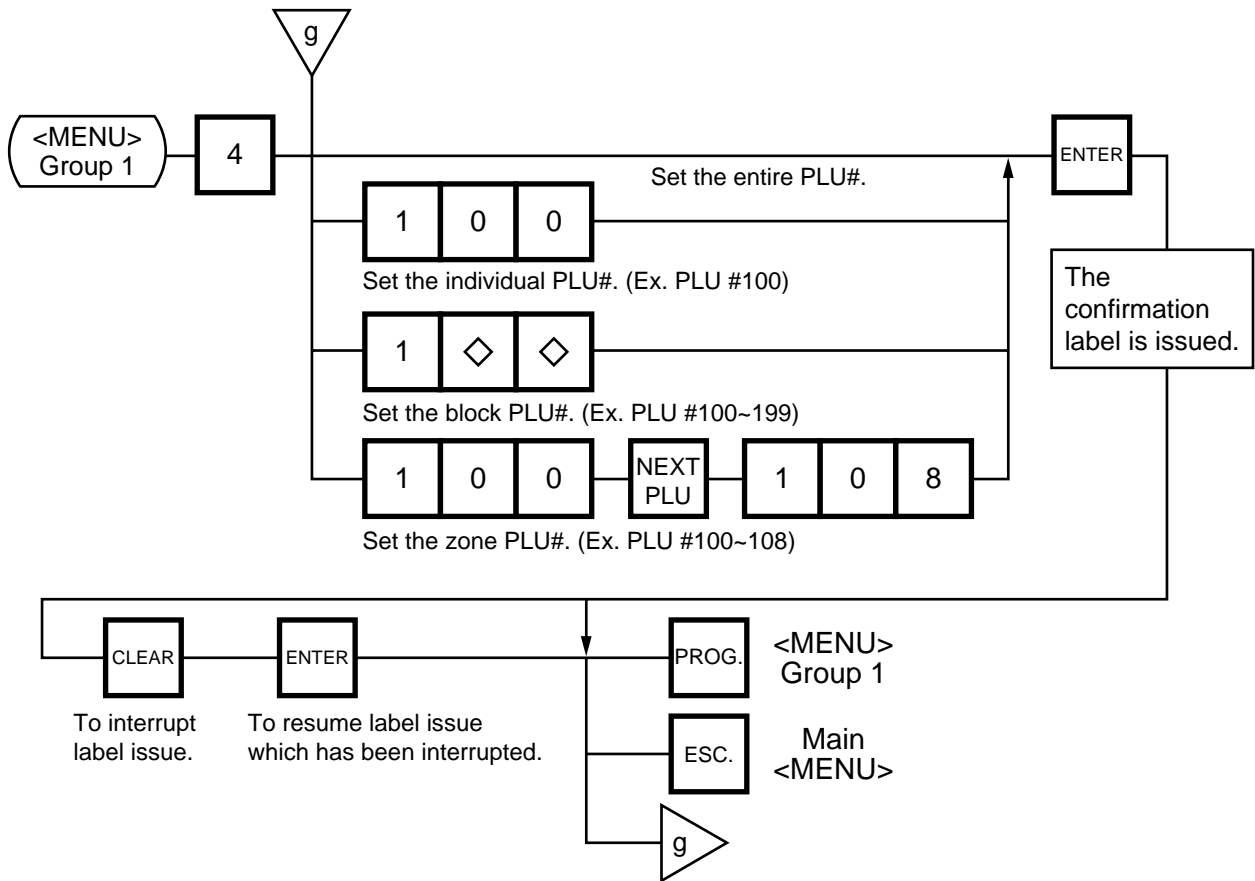 g
<MENU>
Group 1
4
ENTER
Set the entire PLU#.
1 0 0
Set the individual PLU#. (Ex. PLU #100)
The
confirmation
label is issued.
1 ◇ ◇
Set the block PLU#. (Ex. PLU #100~199)
1 0 0 NEXT PLU 1 0 8
Set the zone PLU#. (Ex. PLU #100~108)
CLEAR
To interrupt
label issue.
ENTER
To resume label issue
which has been interrupted.
PROG.
<MENU>
Group 1
ESC.
Main
<MENU>
g